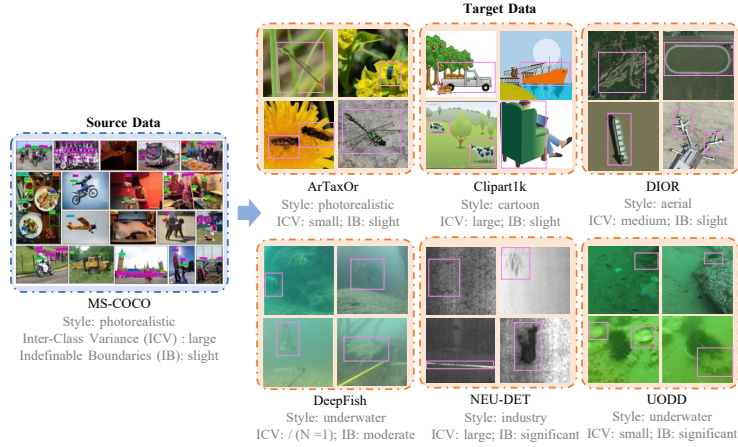 Target Data
Source Data
MS-COCO
Style: photorealistic
Inter-Class Variance (ICV) : large
Indefinable Boundaries (IB): slight
ArTaxOr
Style: photorealistic
ICV: small; IB: slight
Clipart1k
Style: cartoon
ICV: large; IB: slight
DIOR
Style: aerial
ICV: medium; IB: slight
DeepFish
Style: underwater
ICV: / (N =1); IB: moderate
NEU-DET
Style: industry
ICV: large; IB: significant
UODD
Style: underwater
ICV: small; IB: significant